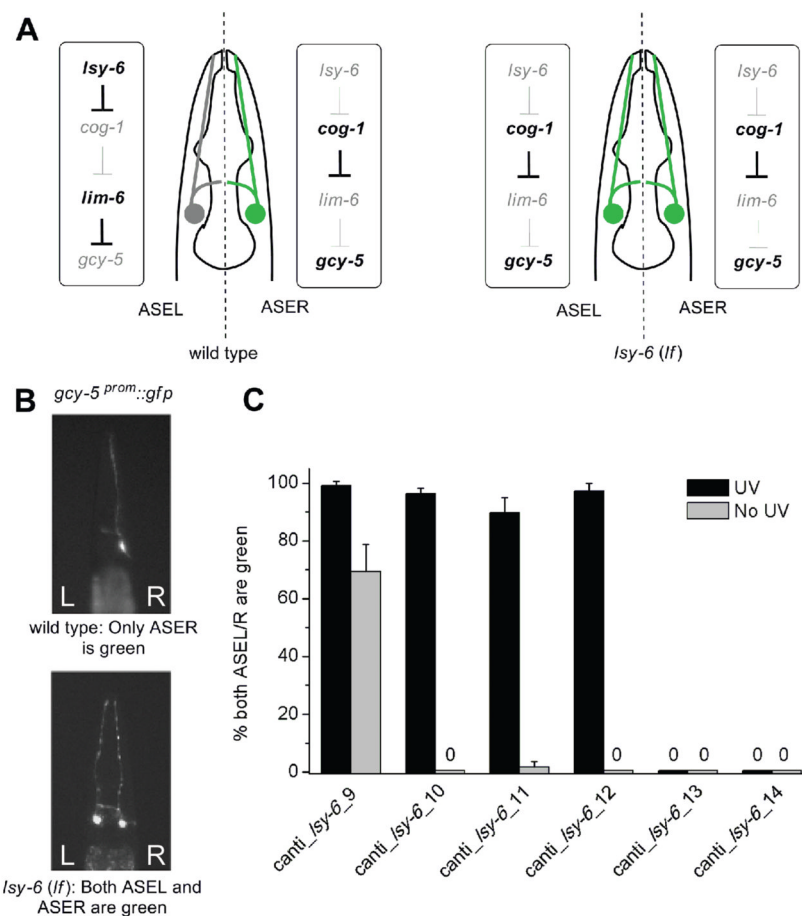 A
lsy-6
cog-1
lim-6
gcy-5
ASEL
ASER
wild type
lsy-6
cog-1
lim-6
gcy-5
lsy-6
cog-1
lim-6
gcy-5
ASEL
ASER
lsy-6 (lf)
lsy-6
cog-1
lim-6
gcy-5
B
gcy-5 prom::gfp
L R
wild type: Only ASER
is green
L R
lsy-6 (lf): Both ASEL and
ASER are green
C
% both ASEL/R are green
100
80
60
40
20
0
UV
No UV
0
0
0 0
0 0
canti_lsy-6_9
canti_lsy-6_10
canti_lsy-6_11
canti_lsy-6_12
canti_lsy-6_13
canti_lsy-6_14